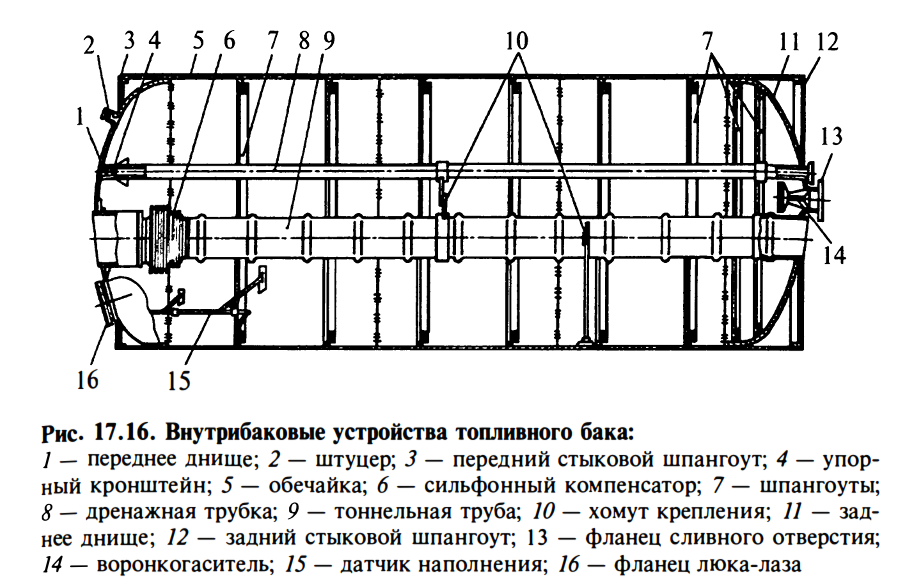 2 3 4 5 6 7 8 9 10 7 11 12
1
13
14
16 15
Рис. 17.16. Внутрибаковые устройства топливного бака:
1 — переднее днище; 2 — штуцер; 3 — передний стыковой шпангоут; 4 — упор-
ный кронштейн; 5 — обечайка; 6 — сильфонный компенсатор; 7 — шпангоуты;
8 — дренажная трубка; 9 — тоннельная труба; 10 — хомут крепления; 11 — зад-
нее днище; 12 — задний стыковой шпангоут; 13 — фланец сливного отверстия;
14 — воронкогаситель; 15 — датчик наполнения; 16 — фланец люка-лаза